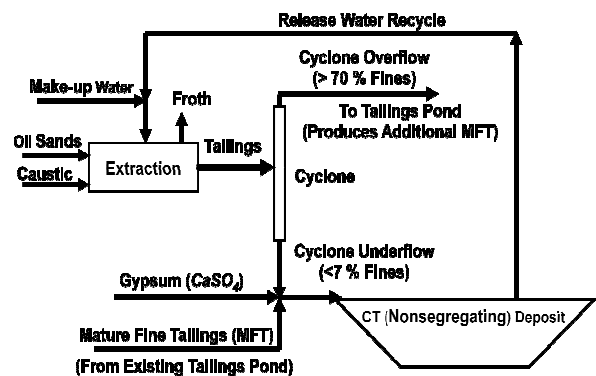 Release Water Recycle
Cyclone Overflow
(> 70 % Fines)
Make-up Water
Froth
To Tailings Pond
(Produces Additional MFT)
Oil Sands
Tailings
Extraction
Caustic
Cyclone
Cyclone Underflow
(<7 % Fines)
Gypsum (CaSO4)
CT (Nonsegregating) Deposit
Mature Fine Tailings (MFT)
(From Existing Tailings Pond)